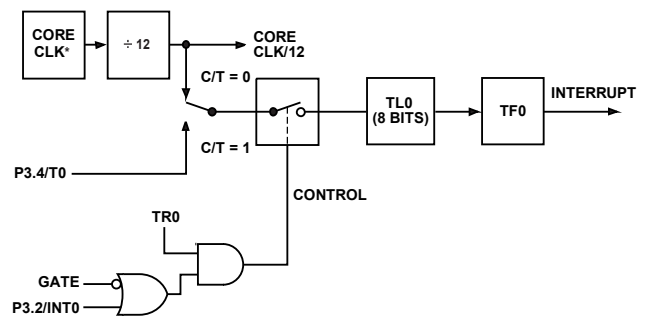 CORE
CLK*
÷ 12
CORE
CLK/12
C/T = 0
C/T = 1
TL0
(8 BITS)
TF0
INTERRUPT
P3.4/T0
CONTROL
TR0
GATE
P3.2/INT0